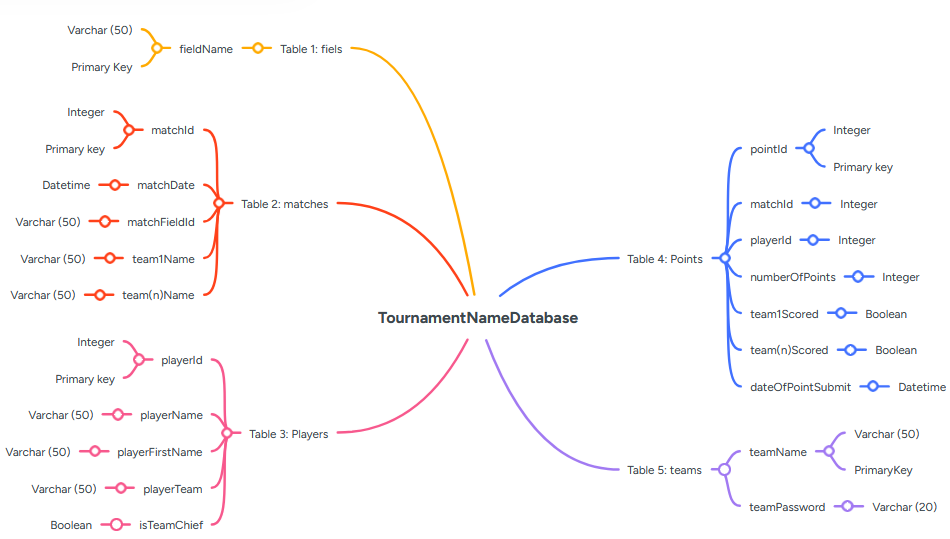 TournamentNameDatabase
Table 1: fiels
fieldName
Varchar (50)
Primary Key
Table 2: matches
matchId
Integer
Primary key
matchDate
Datetime
matchFieldId
Varchar (50)
team1Name
Varchar (50)
team(n)Name
Varchar (50)
Table 3: Players
playerId
Integer
Primary key
playerName
Varchar (50)
playerFirstName
Varchar (50)
playerTeam
Varchar (50)
isTeamChief
Boolean
Table 4: Points
pointId
Integer
Primary key
matchId
Integer
playerId
Integer
numberOfPoints
Integer
team1Scored
Boolean
team(n)Scored
Boolean
dateOfPointSubmit
Datetime
Table 5: teams
teamName
Varchar (50)
PrimaryKey
teamPassword
Varchar (20)